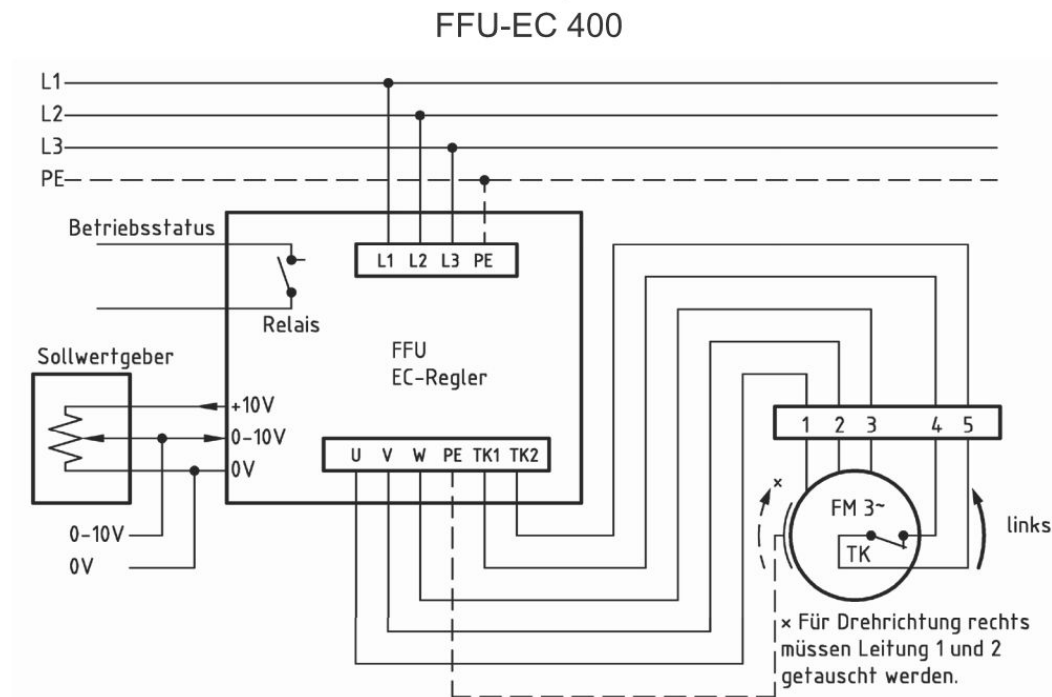 FFU-EC 400
L1
L2
L3
PE
Betriebsstatus
L1 L2 L3 PE
Relais
Sollwertgeber
FFU
EC-Regler
+10V
0-10V
0V
U V W PE TK1 TK2
1 2 3 4 5
×
FM 3~
TK
links
0-10V
0V
× Für Drehrichtung rechts
müssen Leitung 1 und 2
getauscht werden.